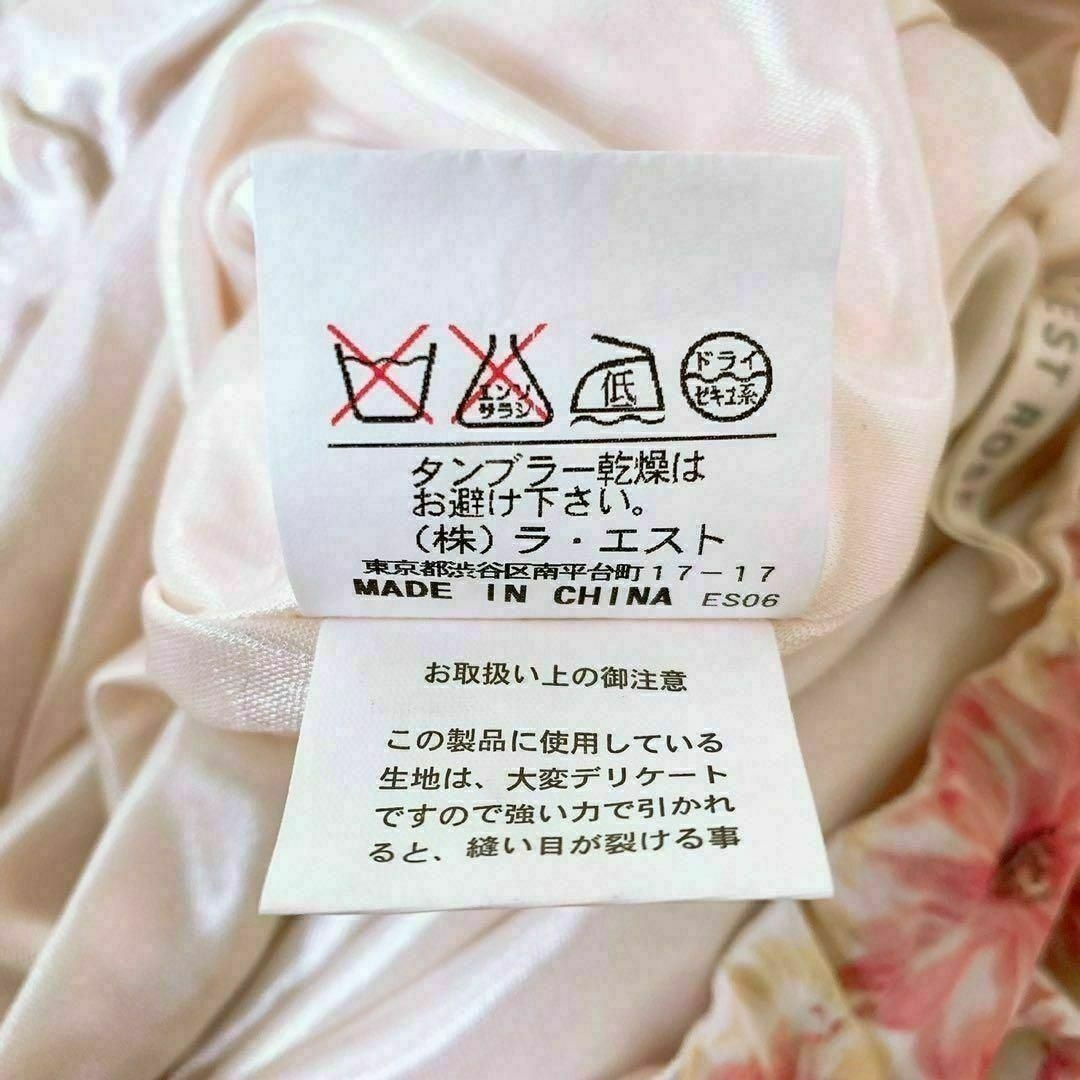 エンソ
サラシ
低
ドライ
セキユ系
タンブラー乾燥は
お避け下さい。
（株）ラ・エスト
東京都渋谷区南平台町17-17
MADE IN CHINA ES06
お取扱い上の御注意
この製品に使用している
生地は、大変デリケート
ですので強い力で引かれ
ると、縫い目が裂ける事
EST ROSE